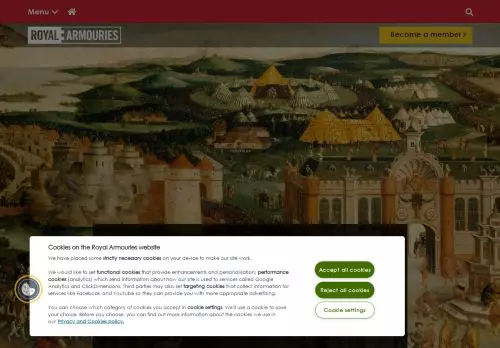 Menu
ROYAL ARMOURIES
Become a member
Cookies on the Royal Armouries website
We have placed some strictly necessary cookies on your device to make our site work.
We would like to set functional cookies that provide enhancements and personalisation; performance
cookies (analytics) which send information about how our site is used to services called Google
Analytics and ClickDimensions. Third parties may also set targeting cookies that collect information for
services like Facebook and YouTube so they can provide you with more appropriate advertising.
You can choose which category of cookies you accept in cookie settings. We'll use a cookie to save
your choice. Before you choose, you can find out more information about the cookies we use in
our Privacy and Cookies policy.
Accept all cookies
Reject all cookies
Cookie settings